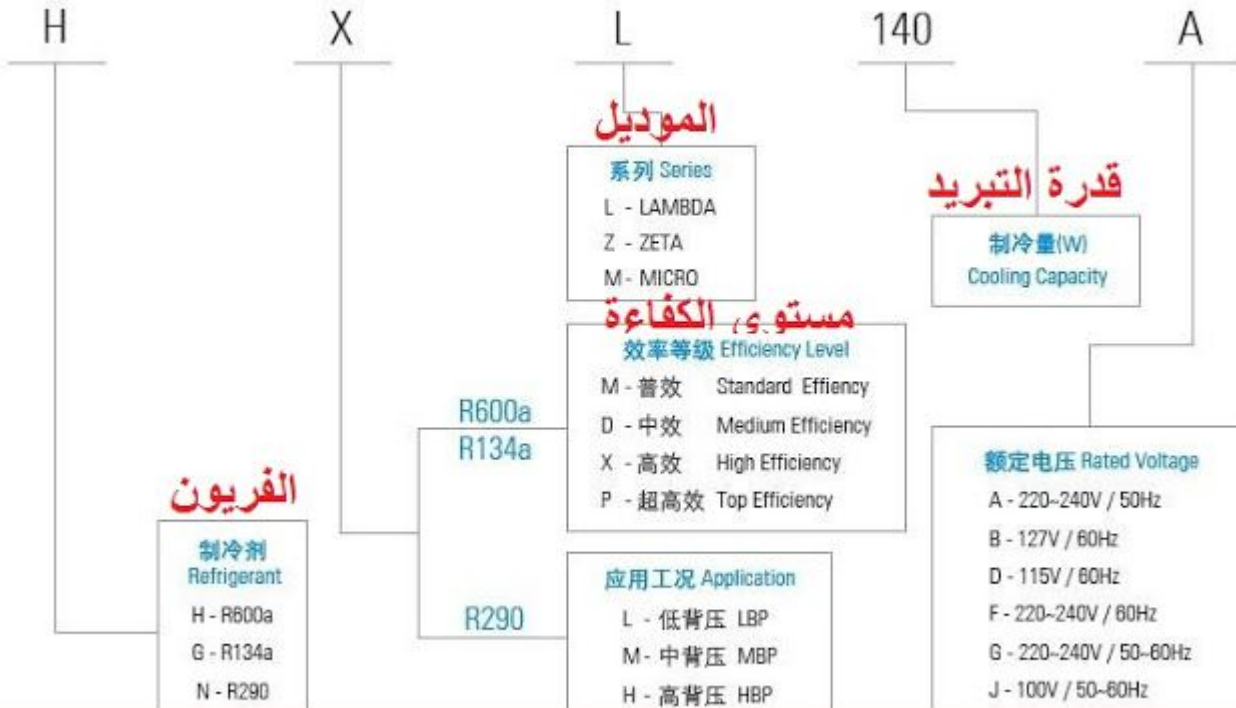 H X L 140 A
الموديل
系列 Series
L - LAMBDA
Z - ZETA
M - MICRO
قدرة التبريد
制冷量(W)
Cooling Capacity
مستوى الكفاءة
效率等级 Efficiency Level
M - 普效 Standard Effiency
D - 中效 Medium Efficiency
X - 高效 High Efficiency
P - 超高效 Top Efficiency
R600a
R134a
الفريون
制冷剂
Refrigerant
H - R600a
G - R134a
N - R290
R290
应用工况 Application
L - 低背压 LBP
M - 中背压 MBP
H - 高背压 HBP
额定电压 Rated Voltage
A - 220~240V / 50Hz
B - 127V / 60Hz
D - 115V / 60Hz
F - 220~240V / 60Hz
G - 220~240V / 50~60Hz
J - 100V / 50~60Hz